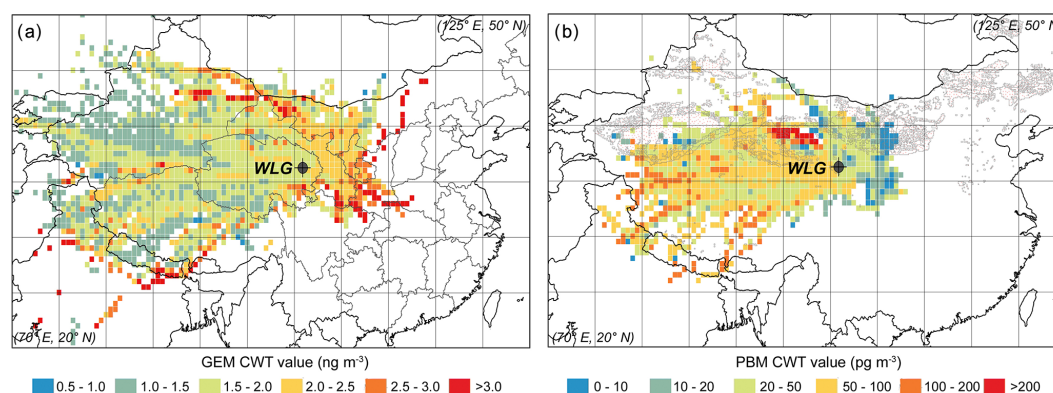 (a)
(125° E, 50° N)
WLG
(70° E, 20° N)
GEM CWT value (ng m⁻³)
0.5 - 1.0 1.0 - 1.5 1.5 - 2.0 2.0 - 2.5 2.5 - 3.0 >3.0
(b)
(125° E, 50° N)
WLG
(70° E, 20° N)
PBM CWT value (pg m⁻³)
0 - 10 10 - 20 20 - 50 50 - 100 100 - 200 >200